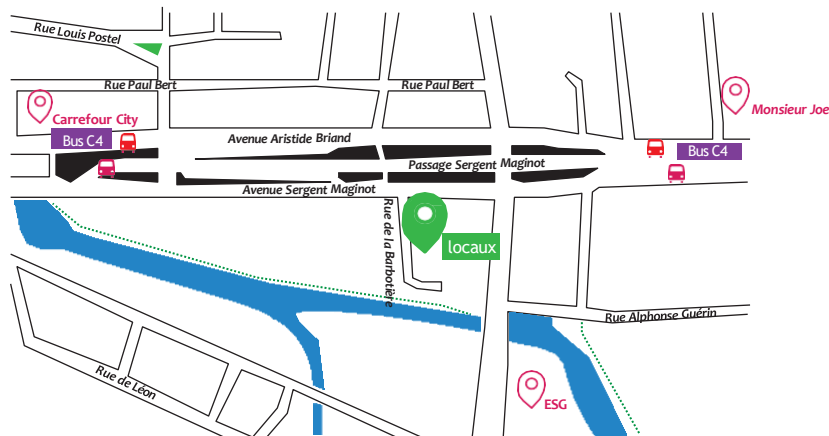 Rue Louis Postel
Rue Paul Bert
Rue Paul Bert
Carrefour City
Monsieur Joe
Bus C4
Avenue Aristide Briand
Bus C4
Passage Sergent Maginot
Avenue Sergent Maginot
Rue de la Barbotière
locaux
Rue Alphonse Guérin
Rue de Léon
ESG